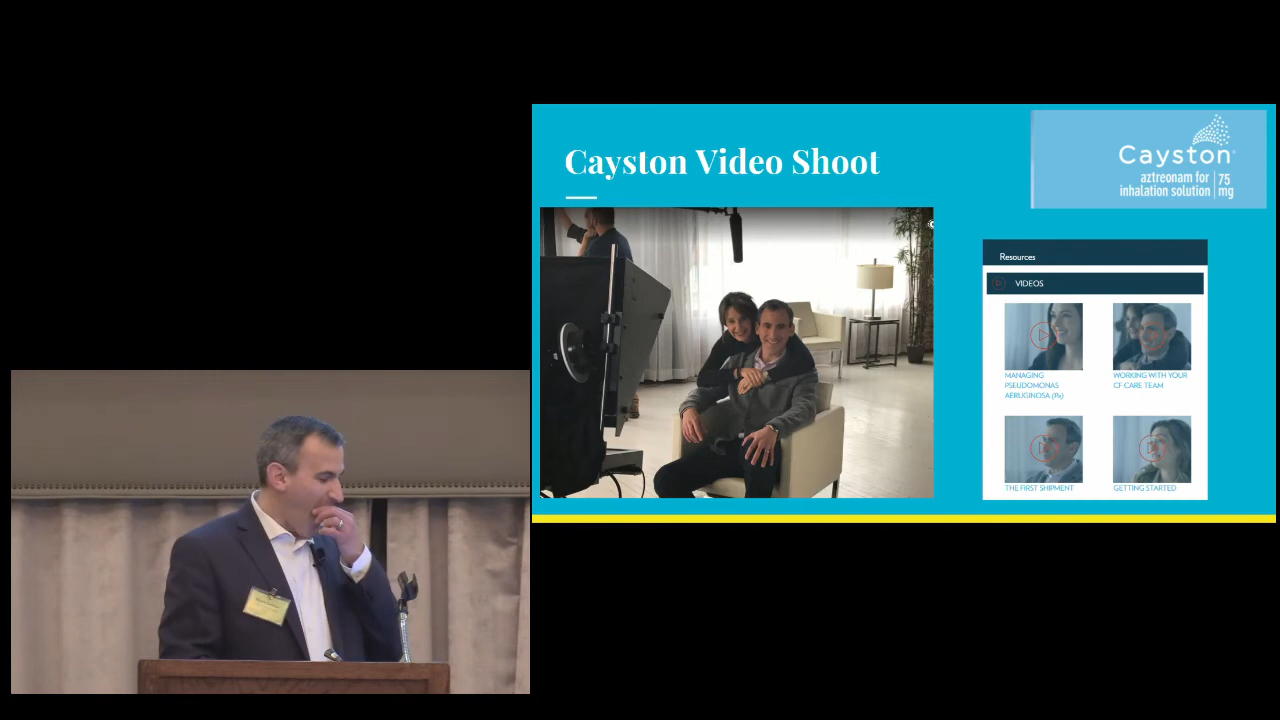 Cayston Video Shoot
Cayston®
aztreonam for
inhalation solution
75
mg
Resources
VIDEOS
MANAGING
PSEUDOMONAS
AERUGINOSA (Pa)
WORKING WITH YOUR
CF CARE TEAM
THE FIRST SHIPMENT
GETTING STARTED